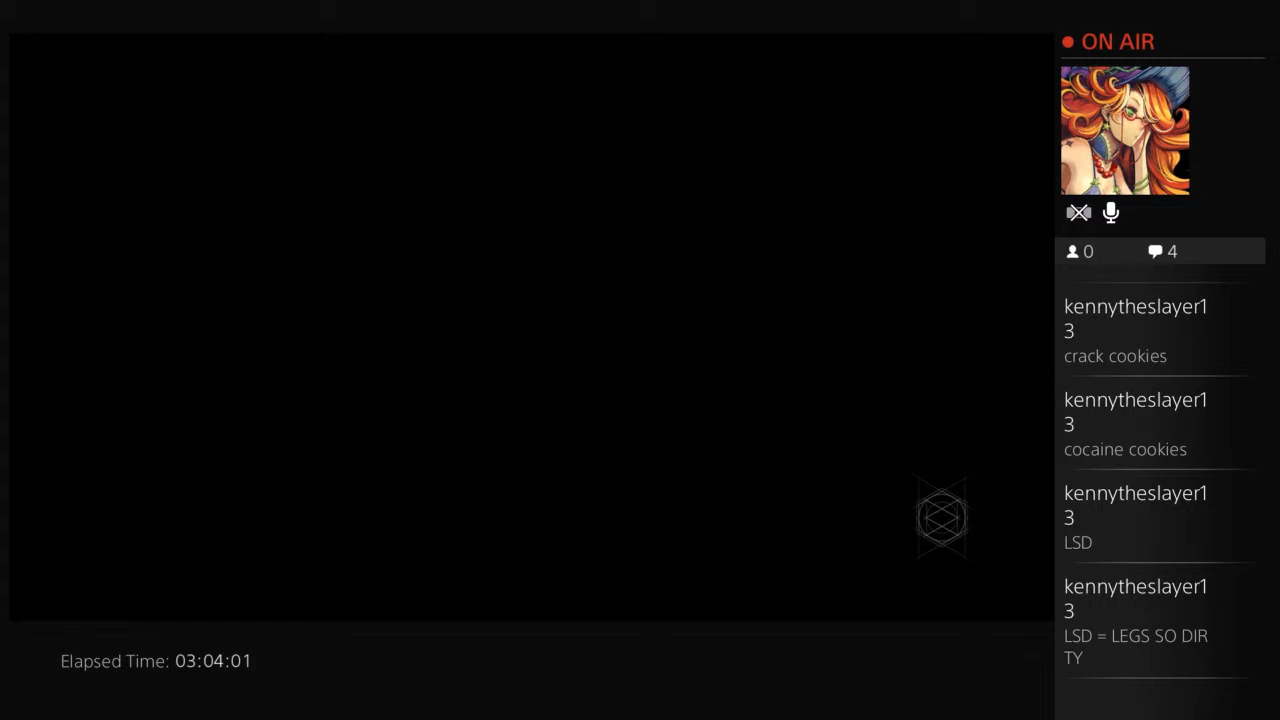 ON AIR
0 4
kennytheslayer1
3
crack cookies
kennytheslayer1
3
cocaine cookies
kennytheslayer1
3
LSD
kennytheslayer1
3
LSD = LEGS SO DIR
TY
Elapsed Time: 03:04:01